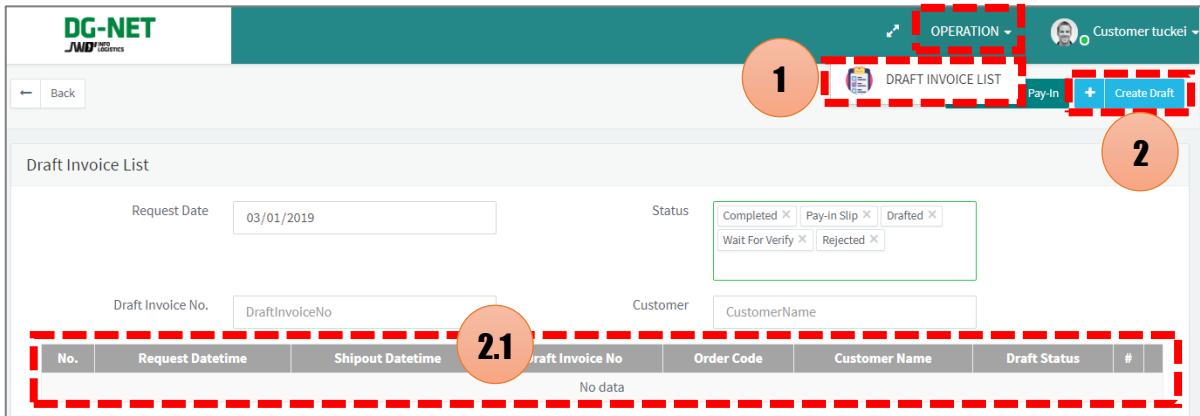 DG-NET
JWD INFO LOGISTICS
OPERATION
Customer tuckei
1
DRAFT INVOICE LIST
← Back
Pay-In
+ Create Draft
2
Draft Invoice List
Request Date
03/01/2019
Status
Completed × Pay-in Slip × Drafted ×
Wait For Verify × Rejected ×
Draft Invoice No.
DraftInvoiceNo
Customer
CustomerName
2.1
No. Request Datetime Shipout Datetime Draft Invoice No Order Code Customer Name Draft Status #
No data